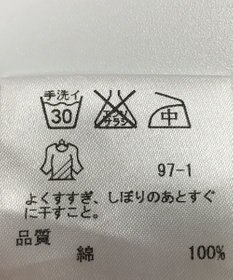 手洗イ
30 エンソ
サラシ 中
97-1
よくすすぎ、しぼりのあとすぐ
に干すこと。
品質
綿 100%